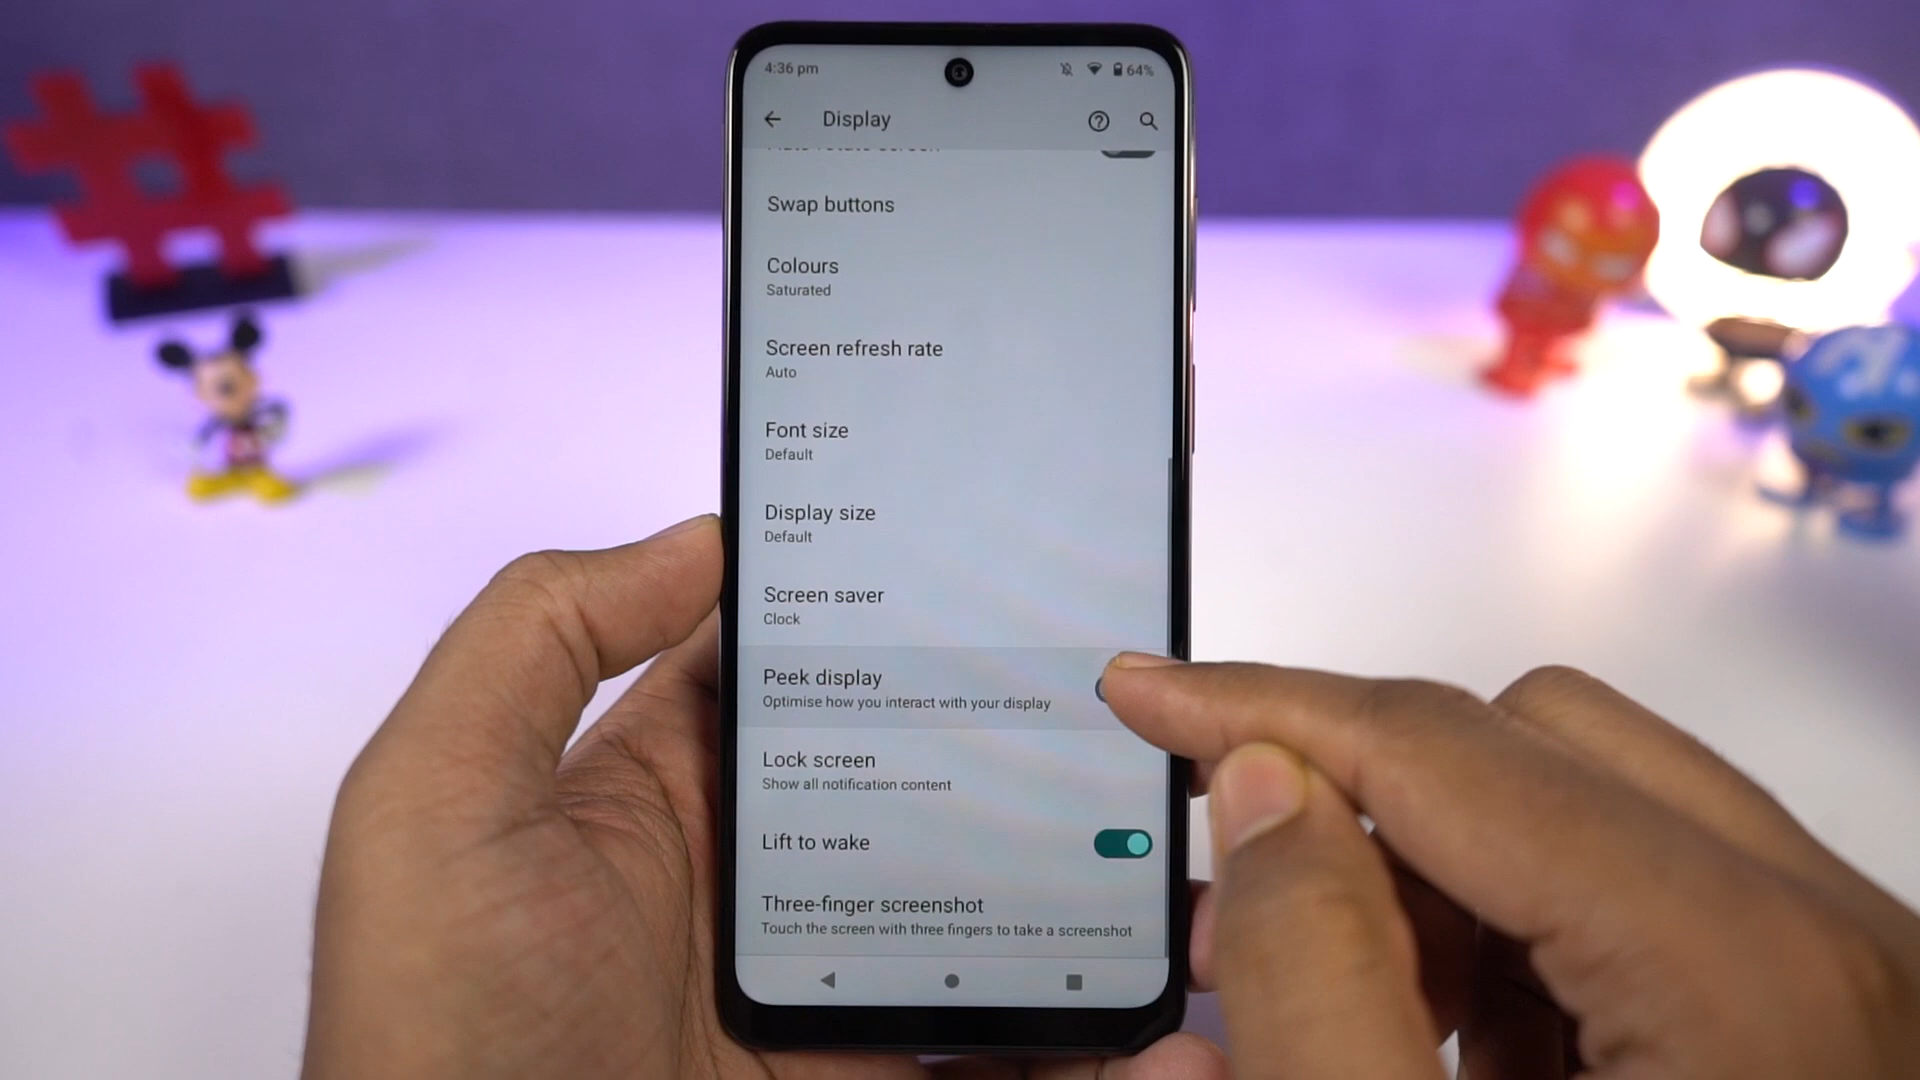 4:36 pm
64%
Display
Swap buttons
Colours
Saturated
Screen refresh rate
Auto
Font size
Default
Display size
Default
Screen saver
Clock
Peek display
Optimise how you interact with your display
Lock screen
Show all notification content
Lift to wake
Three-finger screenshot
Touch the screen with three fingers to take a screenshot